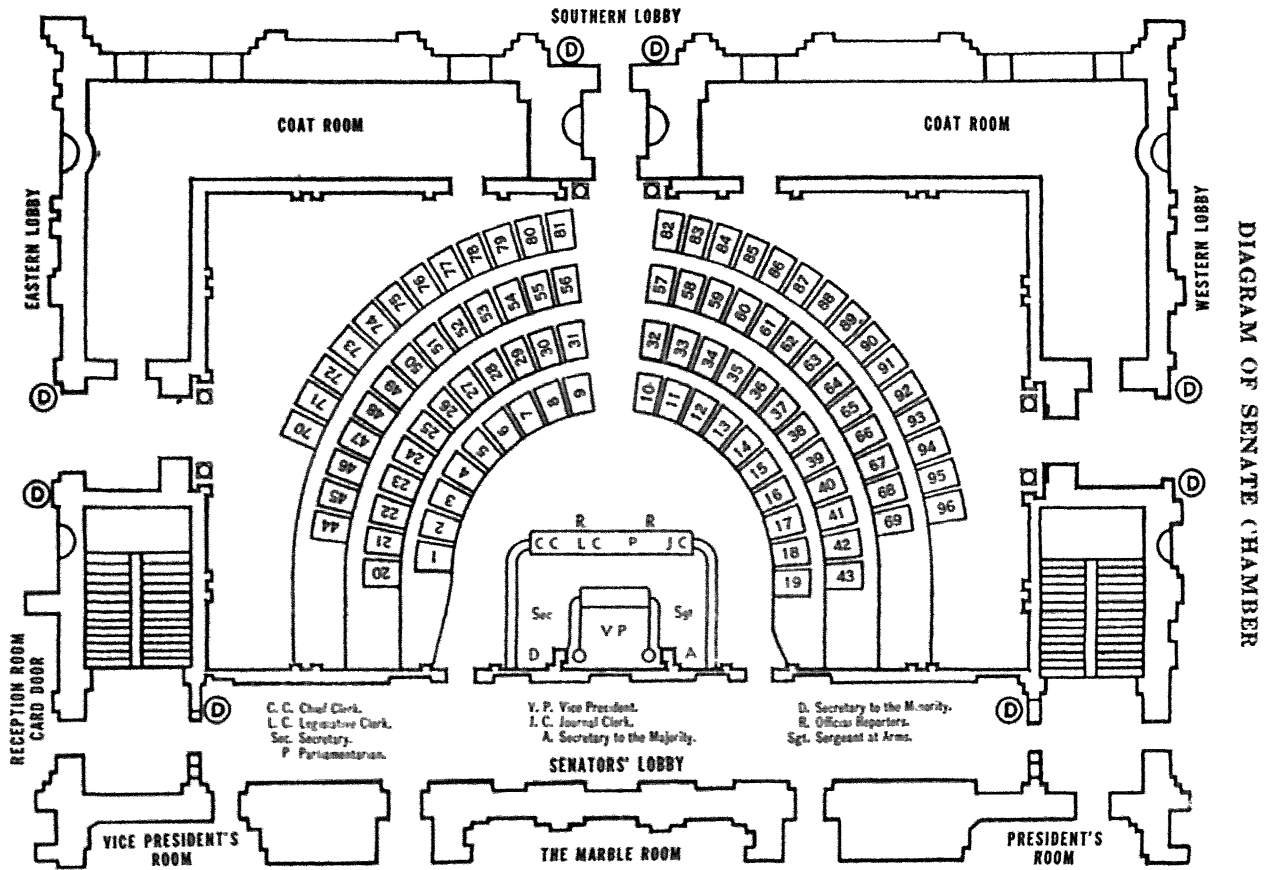 SOUTHERN LOBBY
D D
COAT ROOM
COAT ROOM
EASTERN LOBBY
WESTERN LOBBY
DIAGRAM OF SENATE CHAMBER
70 71 72 73 74 75 76 77 78 79 80 81
82 83 84 85 86 87 88 89 90 91 92 93 94 95 96
44 45 46 47 48 49 50 51 52 53 54 55 56
57 58 59 60 61 62 63 64 65 66 67 68 69
20 21 22 23 24 25 26 27 28 29 30 31
32 33 34 35 36 37 38 39 40 41 42 43
1 2 3 4 5 6 7 8 9
10 11 12 13 14 15 16 17 18 19
D D
D D
R R
C C L C P J C
Sec Sgt
V P
D A
RECEPTION ROOM
CARD DOOR
D D
C. C. Chief Clerk.
L. C. Legislative Clerk.
Sec. Secretary.
P Parliamentarian.
V. P. Vice President.
J. C. Journal Clerk.
A. Secretary to the Majority.
D. Secretary to the Minority.
R. Official Reporters.
Sgt. Sergeant at Arms.
SENATORS' LOBBY
VICE PRESIDENT'S
ROOM
THE MARBLE ROOM
PRESIDENT'S
ROOM